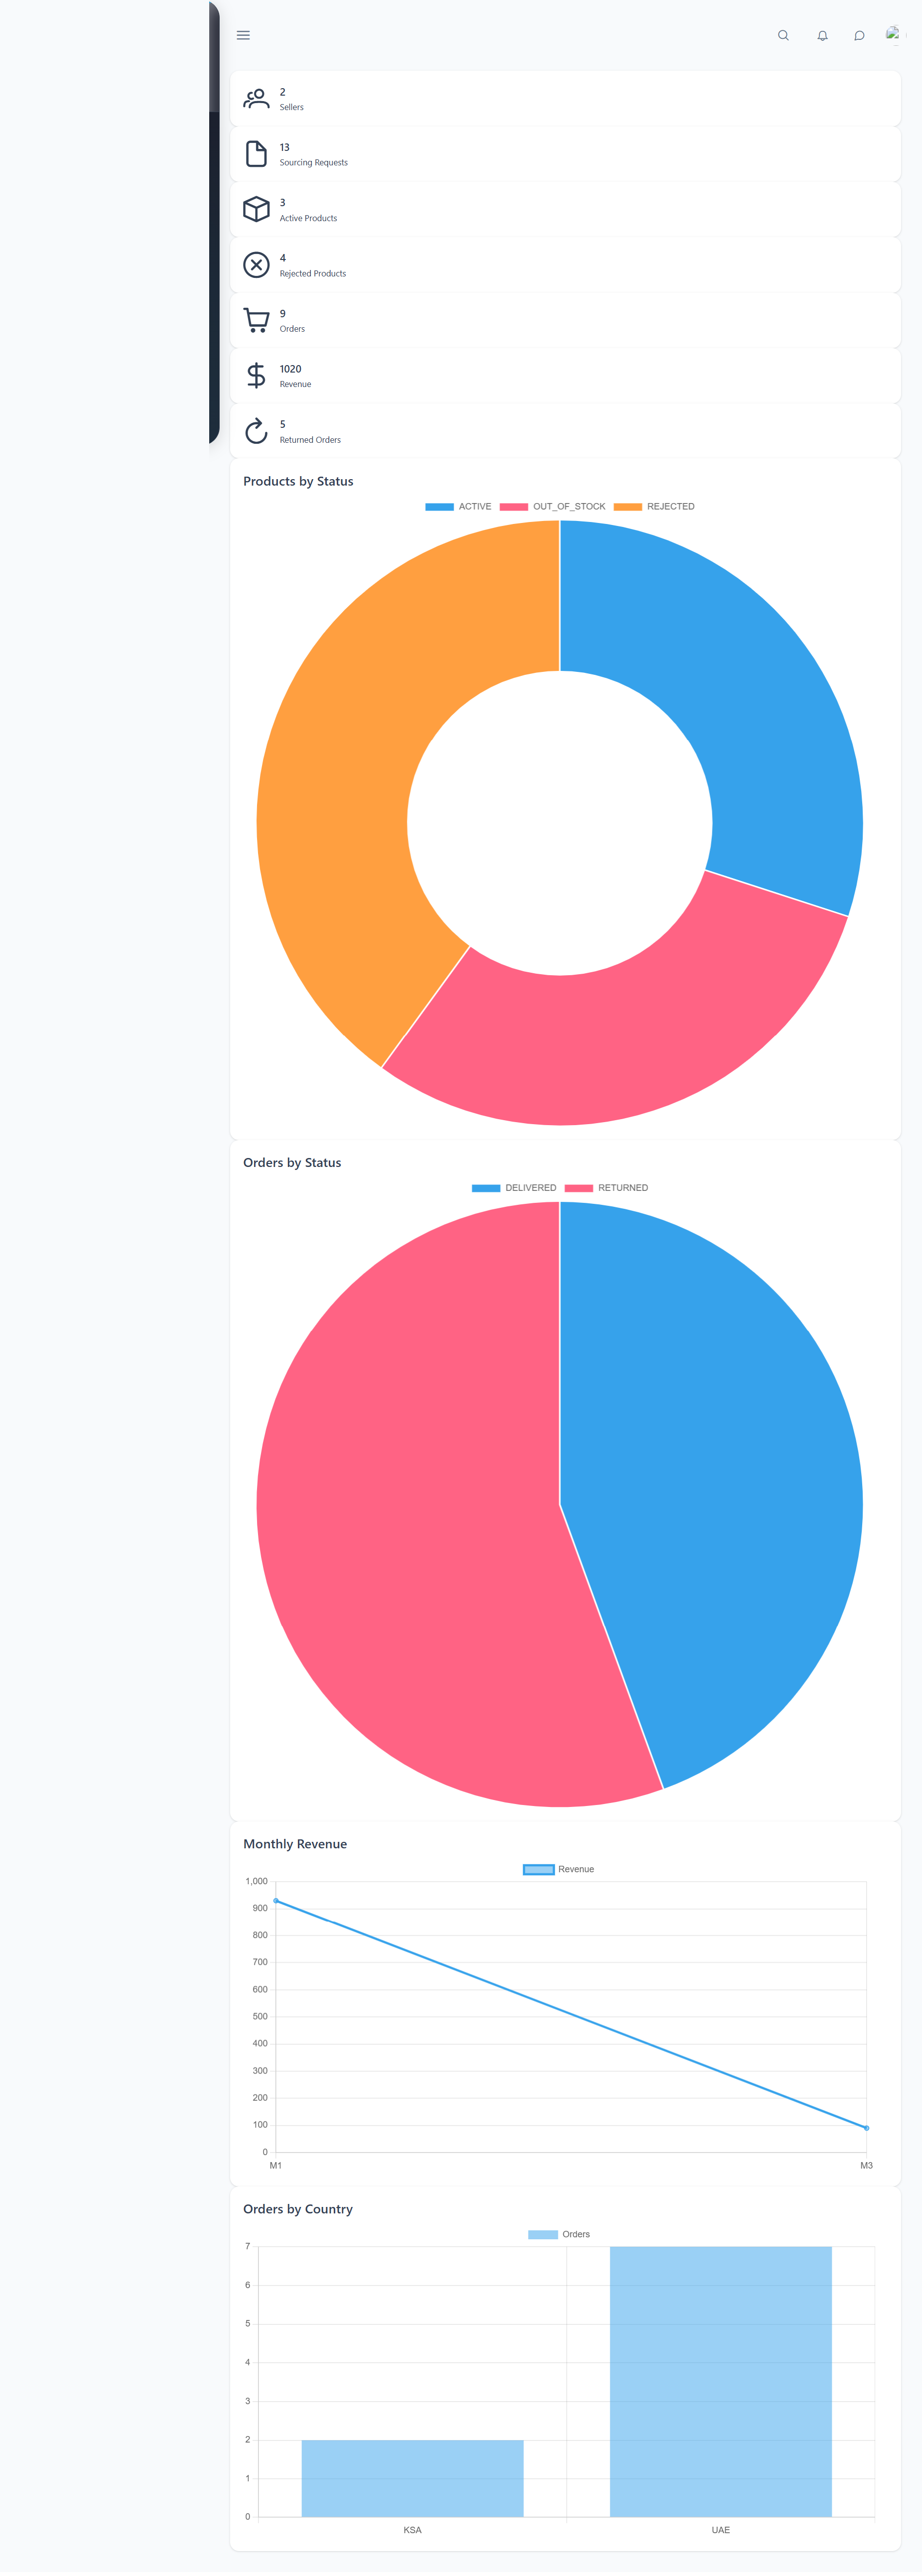 2
Sellers
13
Sourcing Requests
3
Active Products
4
Rejected Products
9
Orders
1020
Revenue
5
Returned Orders
Products by Status
ACTIVE OUT_OF_STOCK REJECTED
Orders by Status
DELIVERED RETURNED
Monthly Revenue
Revenue
1,000
900
800
700
600
500
400
300
200
100
0
M1 M3
Orders by Country
Orders
7
6
5
4
3
2
1
0
KSA UAE